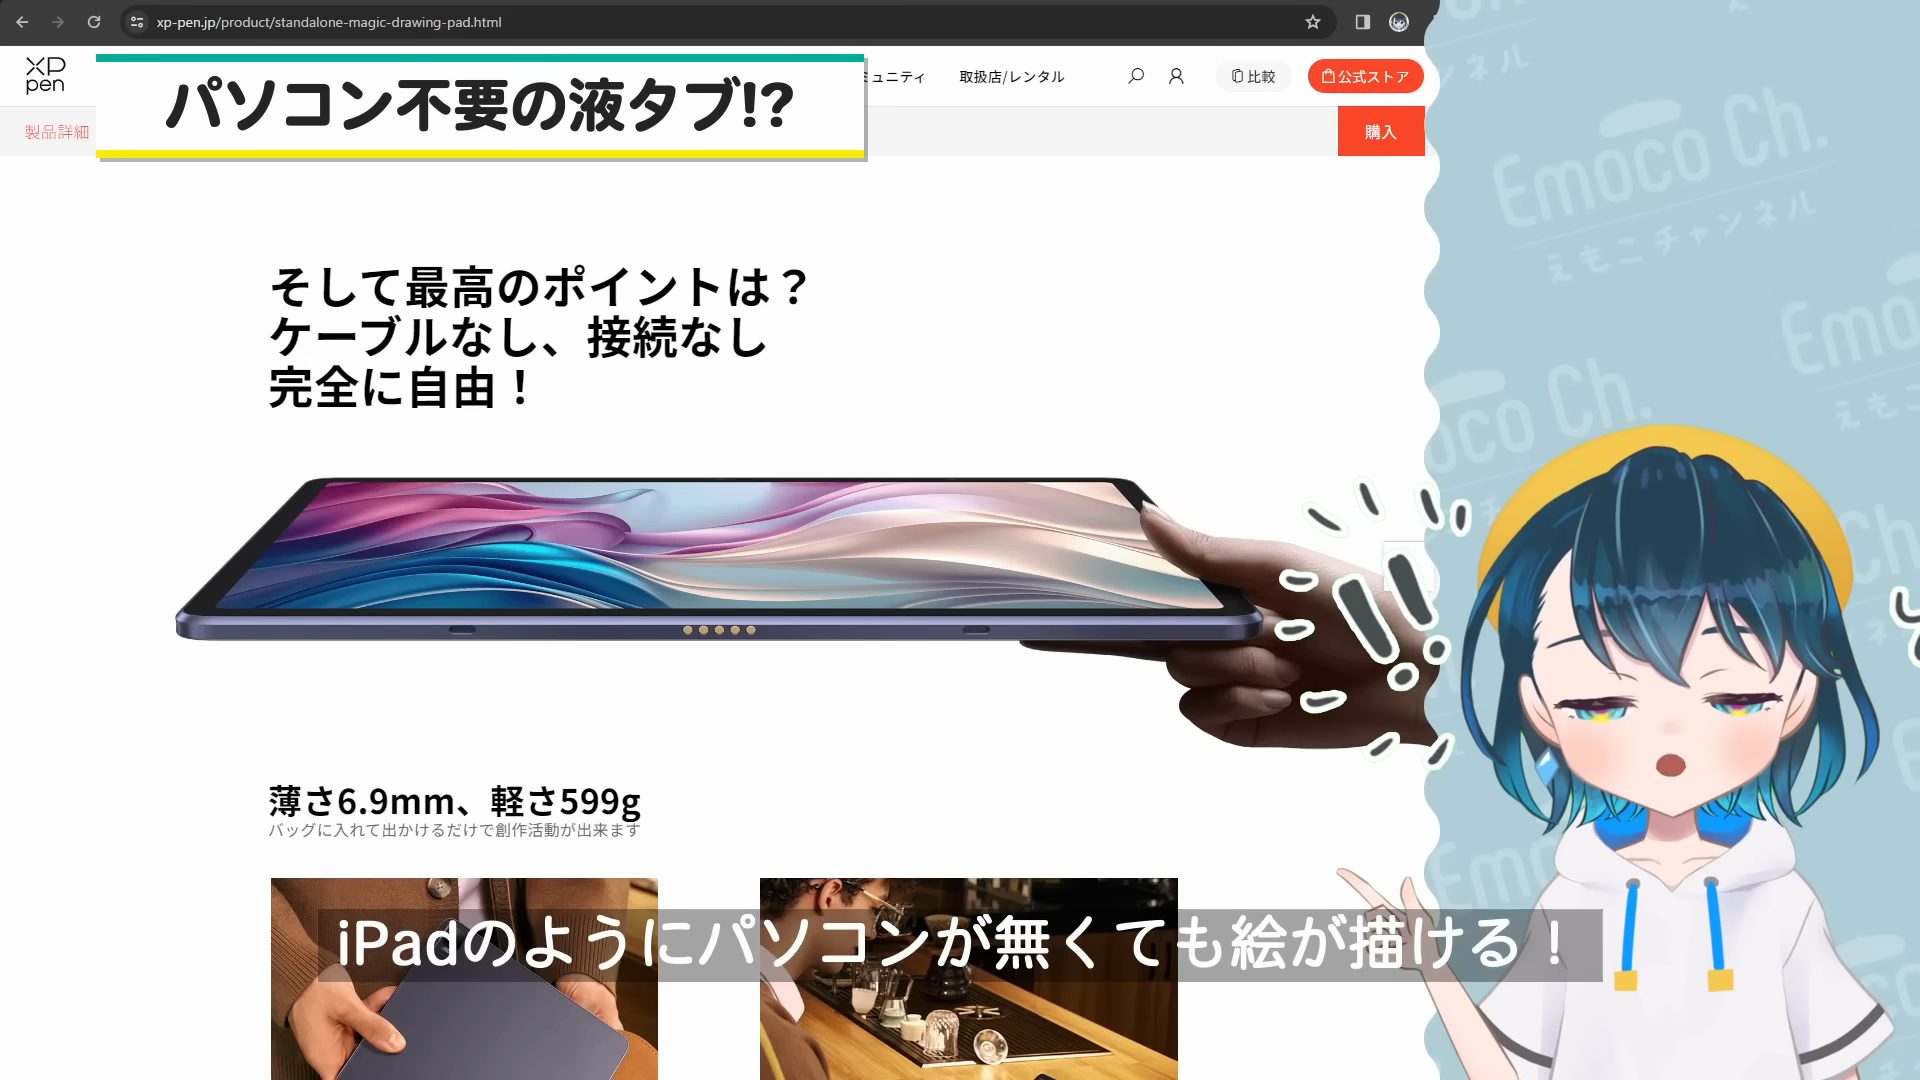 xp-pen.jp/product/standalone-magic-drawing-pad.html
XP
pen
パソコン不要の液タブ!?
ミュニティ
取扱店/レンタル
比較
公式ストア
製品詳細
購入
そして最高のポイントは？
ケーブルなし、接続なし
完全に自由！
薄さ6.9mm、軽さ599g
バッグに入れて出かけるだけで創作活動が出来ます
iPadのようにパソコンが無くても絵が描ける！
Emoco Ch.
えもこチャンネル